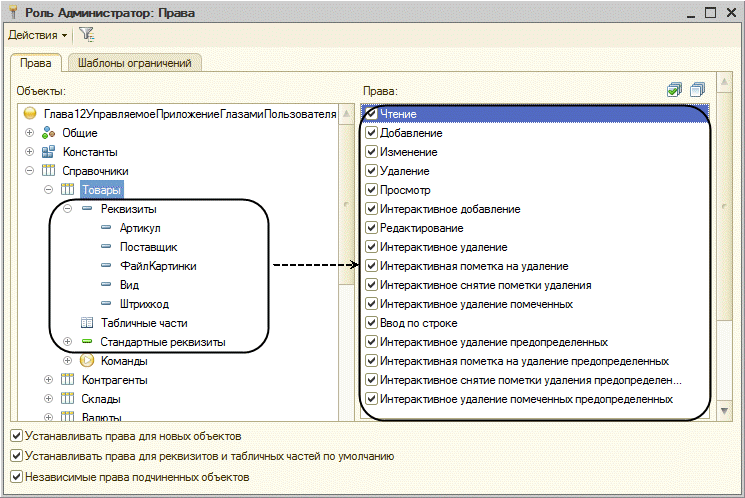 Роль Администратор: Права
Действия
Права
Шаблоны ограничений
Объекты:
Глава12УправляемоеПриложениеГлазамиПользователя
Общие
Константы
Справочники
Товары
Реквизиты
Артикул
Поставщик
ФайлКартинки
Вид
Штрихкод
Табличные части
Стандартные реквизиты
Команды
Контрагенты
Склады
Валюты
Права:
Чтение
Добавление
Изменение
Удаление
Просмотр
Интерактивное добавление
Редактирование
Интерактивное удаление
Интерактивная пометка на удаление
Интерактивное снятие пометки удаления
Интерактивное удаление помеченных
Ввод по строке
Интерактивное удаление предопределенных
Интерактивная пометка на удаление предопределенных
Интерактивное снятие пометки удаления предопределен...
Интерактивное удаление помеченных предопределенных
Устанавливать права для новых объектов
Устанавливать права для реквизитов и табличных частей по умолчанию
Независимые права подчиненных объектов